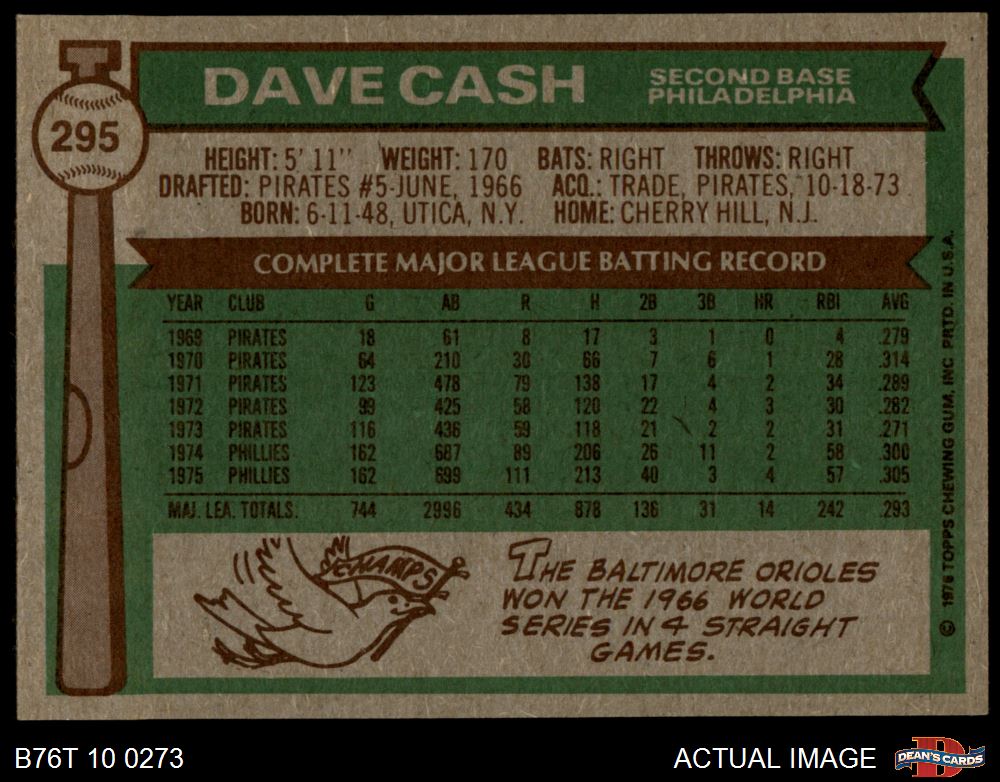 295
DAVE CASH
SECOND BASE
PHILADELPHIA
HEIGHT: 5' 11'' WEIGHT: 170 BATS: RIGHT THROWS: RIGHT
DRAFTED: PIRATES #5-JUNE, 1966 ACQ.: TRADE, PIRATES, 10-18-73
BORN: 6-11-48, UTICA, N.Y. HOME: CHERRY HILL, N.J.
COMPLETE MAJOR LEAGUE BATTING RECORD
YEAR CLUB G AB R H 2B 3B HR RBI AVG
1969 PIRATES 18 61 8 17 3 1 0 4 .279
1970 PIRATES 64 210 30 66 7 6 1 28 .314
1971 PIRATES 123 478 79 138 17 4 2 34 .289
1972 PIRATES 99 425 58 120 22 4 3 30 .282
1973 PIRATES 116 436 59 118 21 2 2 31 .271
1974 PHILLIES 162 687 89 206 26 11 2 58 .300
1975 PHILLIES 162 699 111 213 40 3 4 57 .305
MAJ. LEA. TOTALS: 744 2996 434 878 136 31 14 242 .293
CHAMPS
THE BALTIMORE ORIOLES
WON THE 1966 WORLD
SERIES IN 4 STRAIGHT
GAMES.
© 1976 TOPPS CHEWING GUM, INC PRTD. IN U.S.A.
B76T 10 0273
ACTUAL IMAGE
D
DEAN'S CARDS